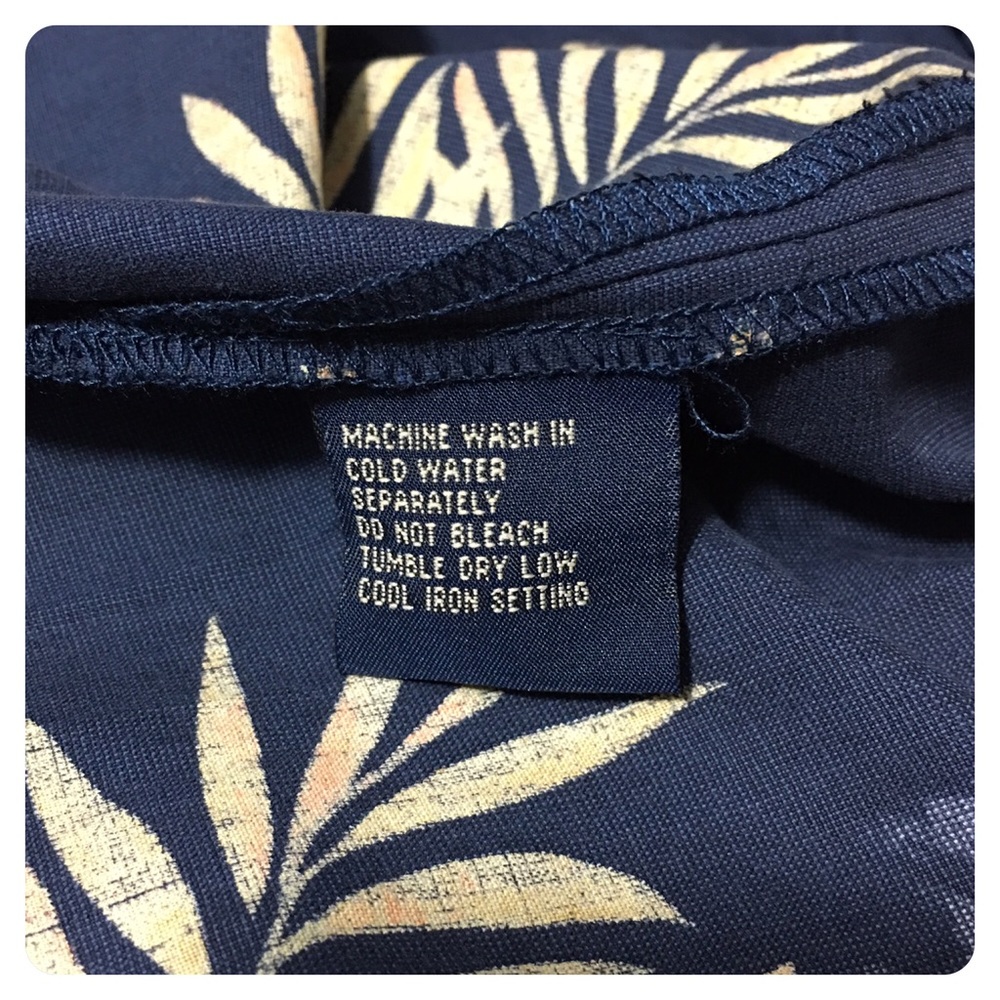 MACHINE WASH IN
COLD WATER
SEPARATELY
DO NOT BLEACH
TUMBLE DRY LOW
COOL IRON SETTING